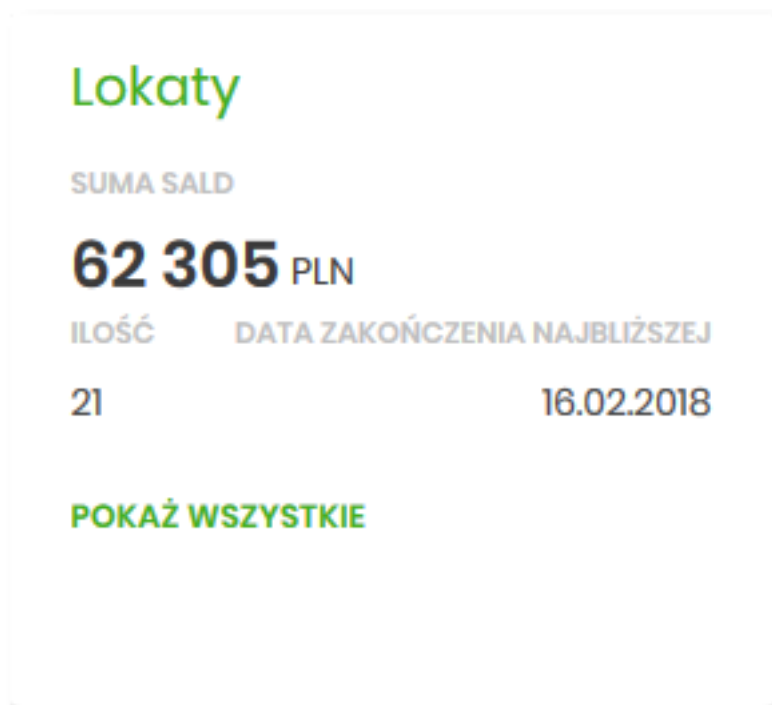 Lokaty
SUMA SALD
62 305 PLN
ILOŚĆ DATA ZAKOŃCZENIA NAJBLIŻSZEJ
21 16.02.2018
POKAŻ WSZYSTKIE